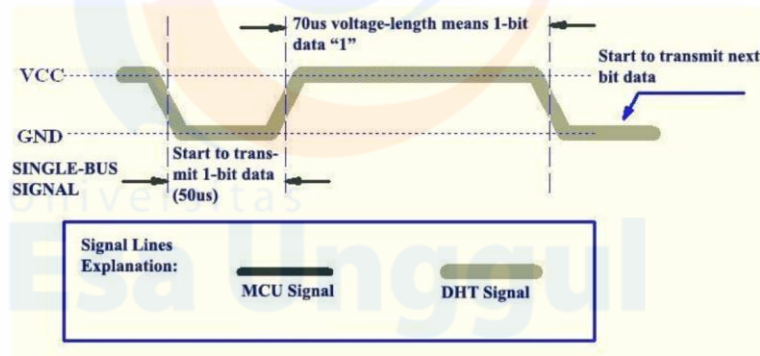 70us voltage-length means 1-bit
data “1”
Start to transmit next
bit data
VCC
GND
SINGLE-BUS
SIGNAL
Start to trans-
mit 1-bit data
(50us)
Universitas
Esa Unggul
Signal Lines
Explanation:
MCU Signal
DHT Signal